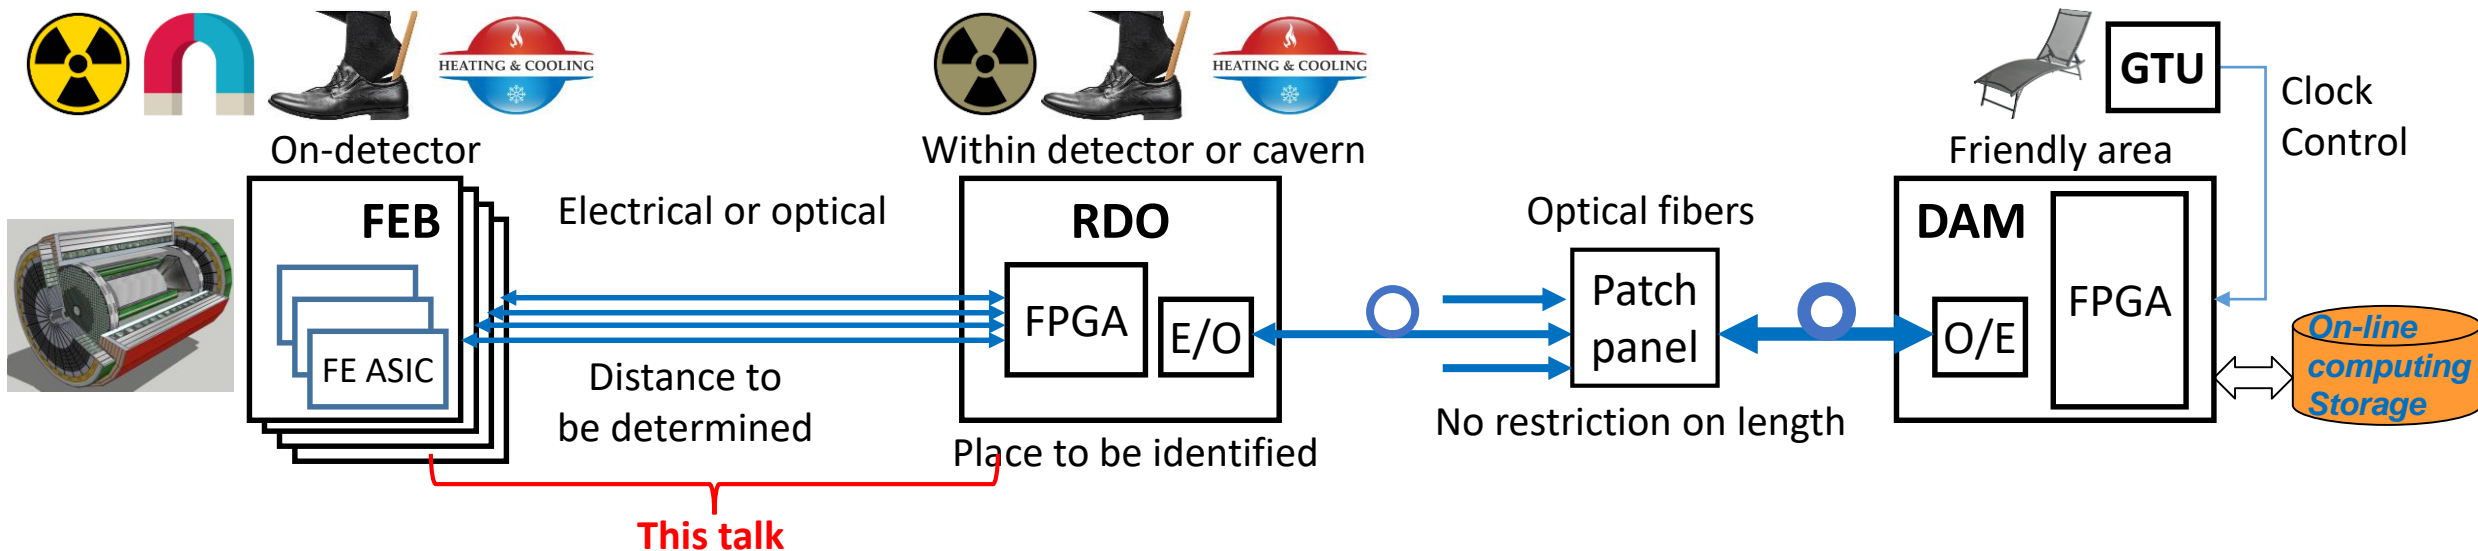 HEATING & COOLING
HEATING & COOLING
GTU
Clock
Control
On-detector
Within detector or cavern
Friendly area
FEB
Electrical or optical
RDO
Optical fibers
DAM
FE ASIC
FPGA
E/O
Patch
panel
O/E
FPGA
On-line
computing
Storage
Distance to
be determined
No restriction on length
Place to be identified
This talk